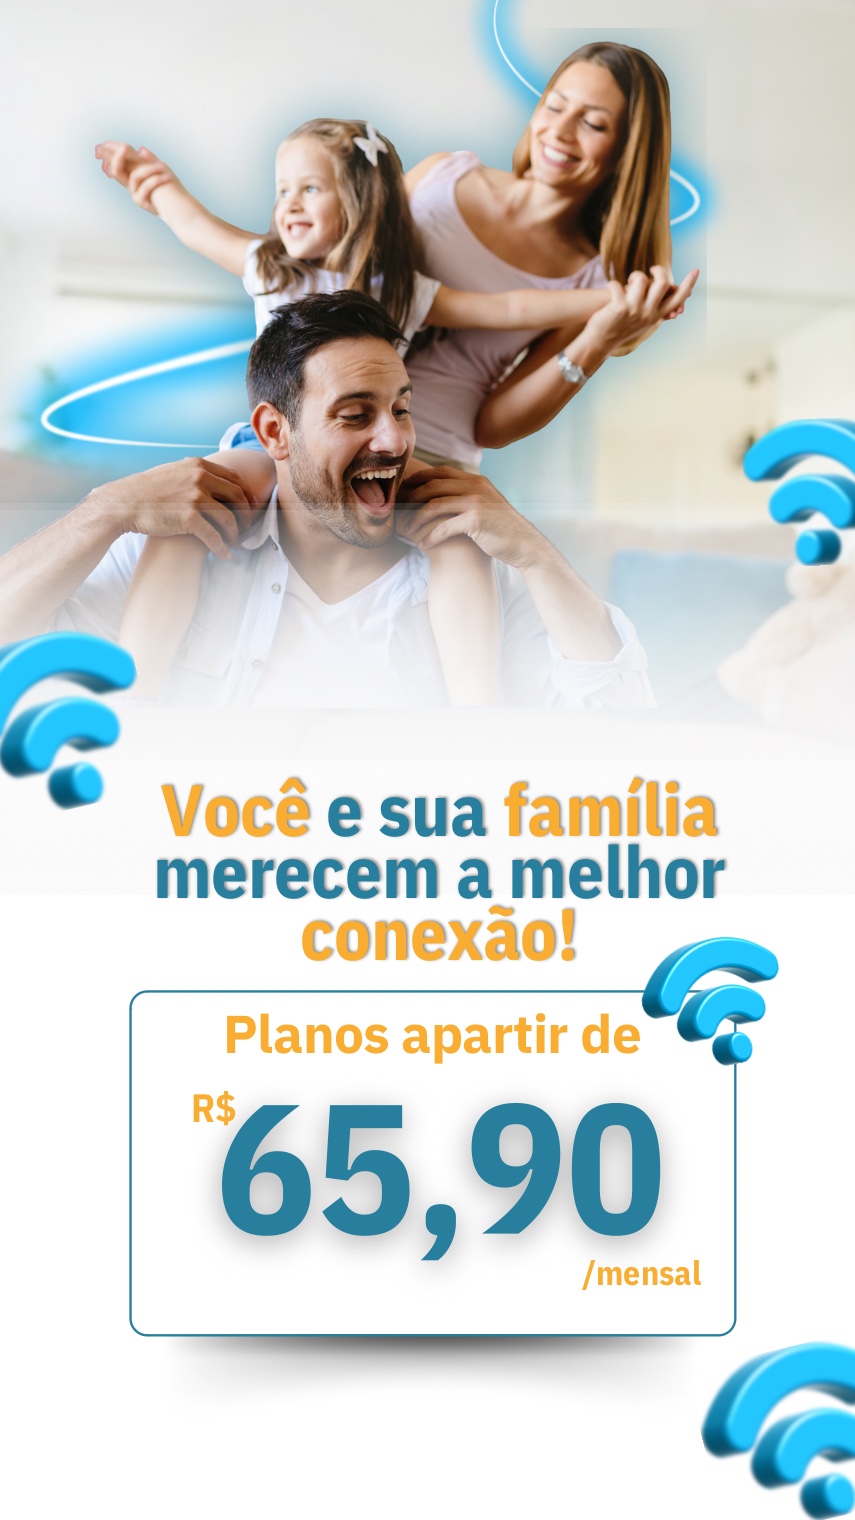 Você e sua família
merecem a melhor
conexão!
Planos apartir de
R$
65,90
/mensal